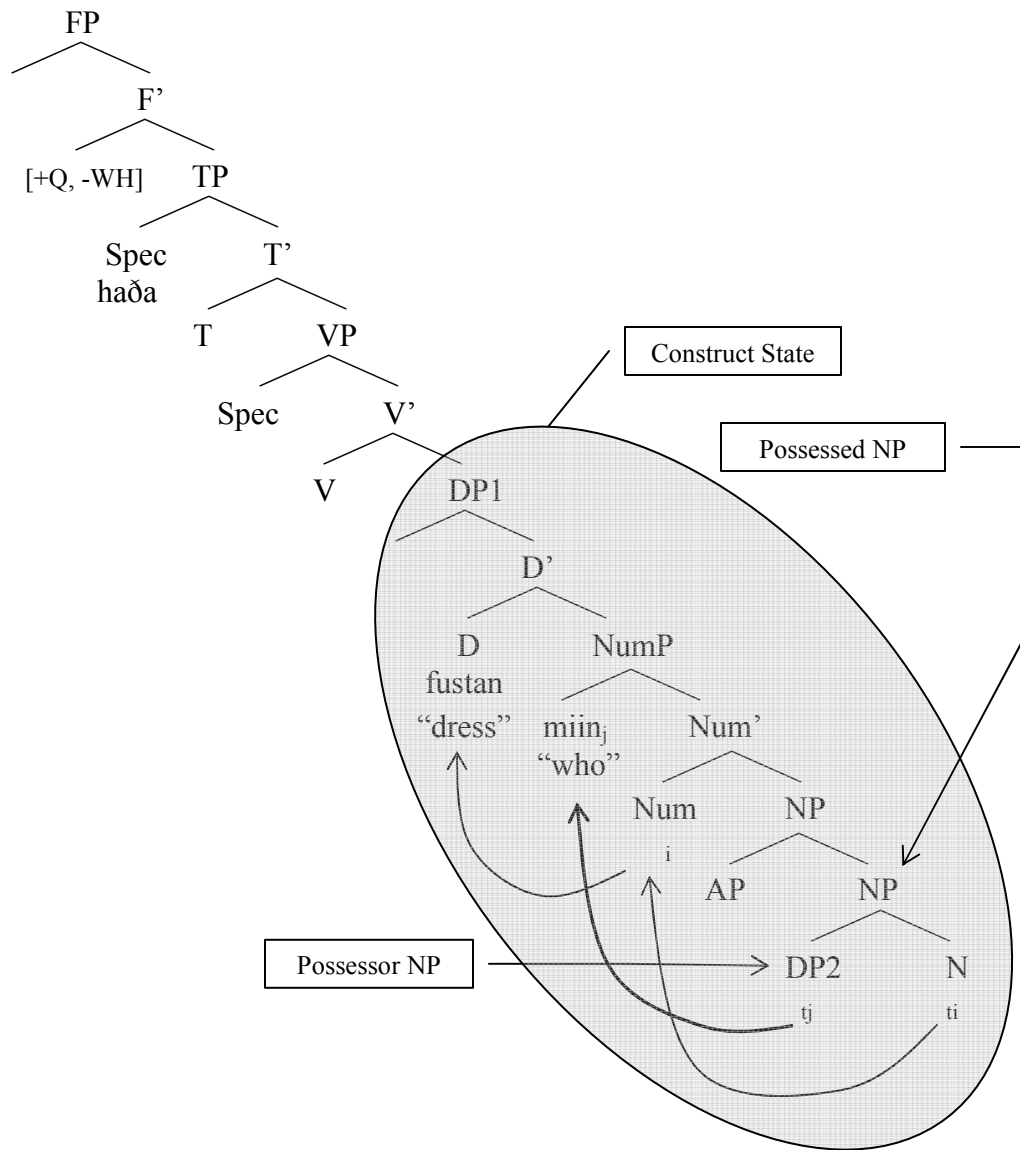 FP
F’
[+Q, -WH] TP
Spec T’
haða
T VP
Construct State
Spec V’
Possessed NP
V DP1
D’
D NumP
fustan
“dress” miinj Num’
“who”
Num NP
i
AP NP
Possessor NP DP2 N
tj ti